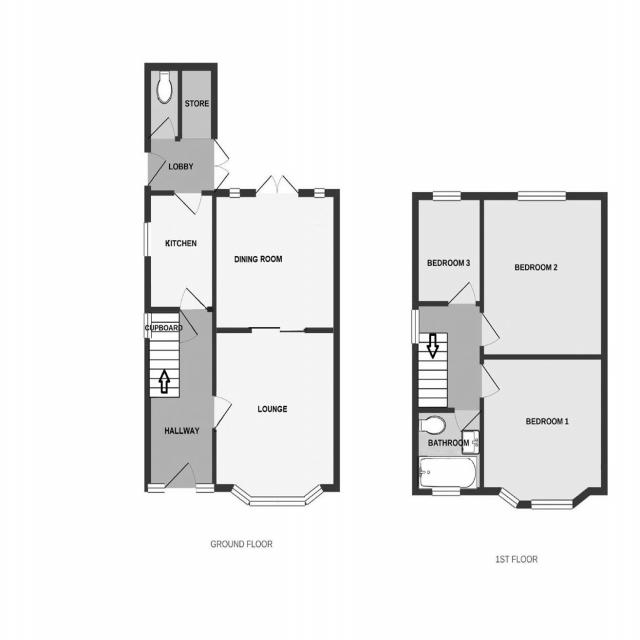 STORE
LOBBY
KITCHEN
DINING ROOM
CUPBOARD
LOUNGE
HALLWAY
GROUND FLOOR
BEDROOM 3
BEDROOM 2
BEDROOM 1
BATHROOM
1ST FLOOR